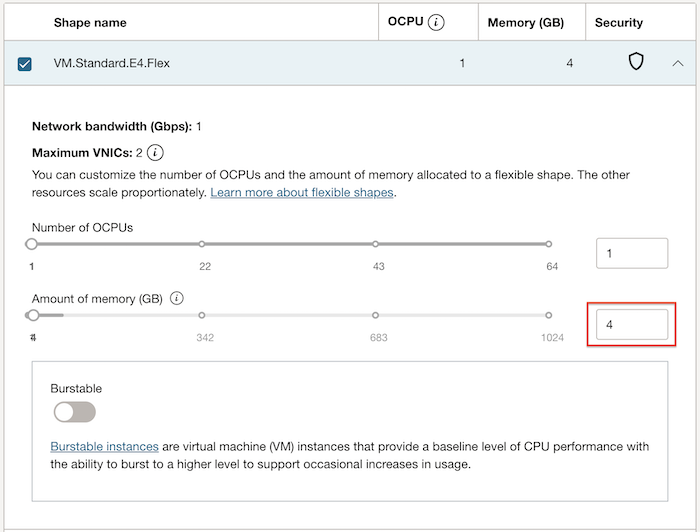 Shape name OCPU i Memory (GB) Security
VM.Standard.E4.Flex 1 4
Network bandwidth (Gbps): 1
Maximum VNICs: 2 i
You can customize the number of OCPUs and the amount of memory allocated to a flexible shape. The other
resources scale proportionately. Learn more about flexible shapes.
Number of OCPUs
1
1 22 43 64
Amount of memory (GB) i
4
342 683 1024
Burstable
Burstable instances are virtual machine (VM) instances that provide a baseline level of CPU performance with
the ability to burst to a higher level to support occasional increases in usage.